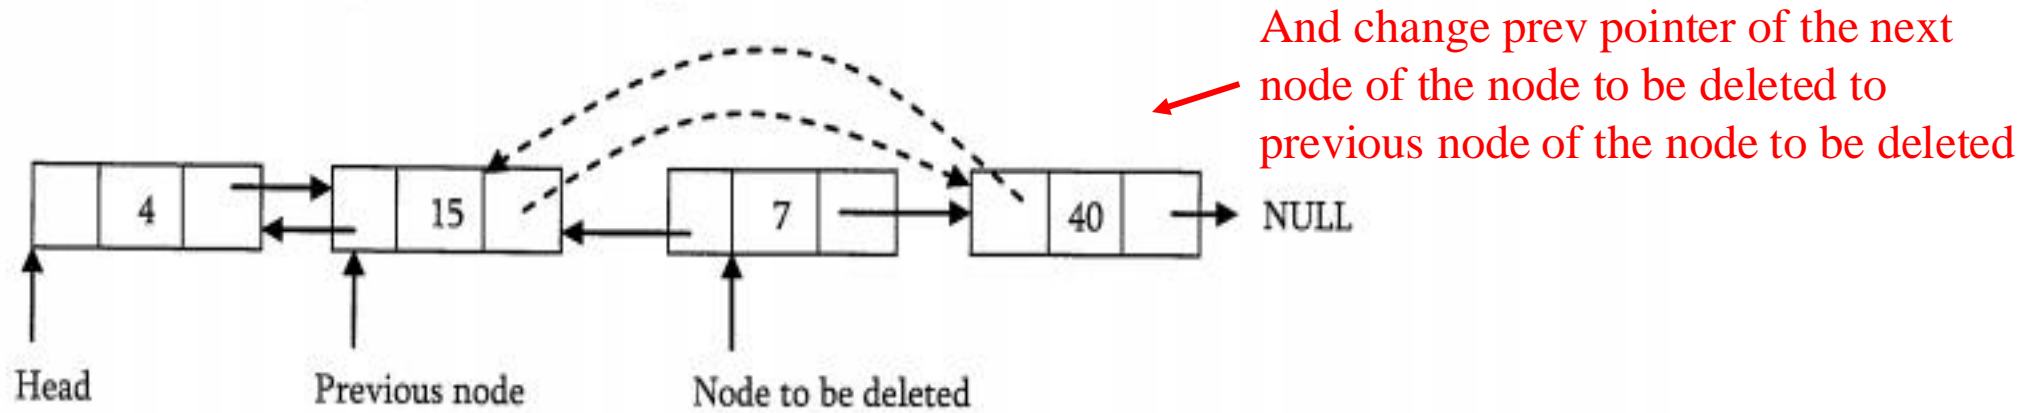 And change prev pointer of the next
node of the node to be deleted to
previous node of the node to be deleted
4
15
7
40
NULL
Head
Previous node
Node to be deleted